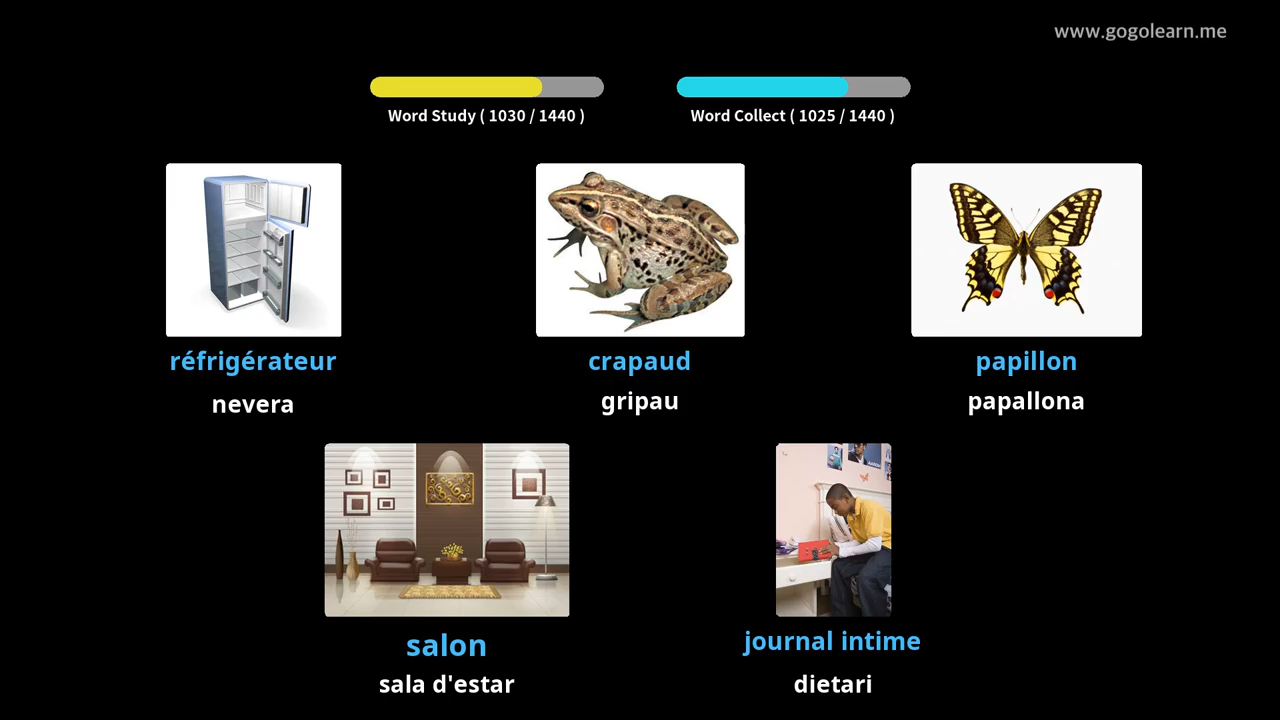 www.gogolearn.me
Word Study ( 1030 / 1440 )
Word Collect ( 1025 / 1440 )
réfrigérateur
crapaud
papillon
nevera
gripau
papallona
salon
journal intime
sala d'estar
dietari